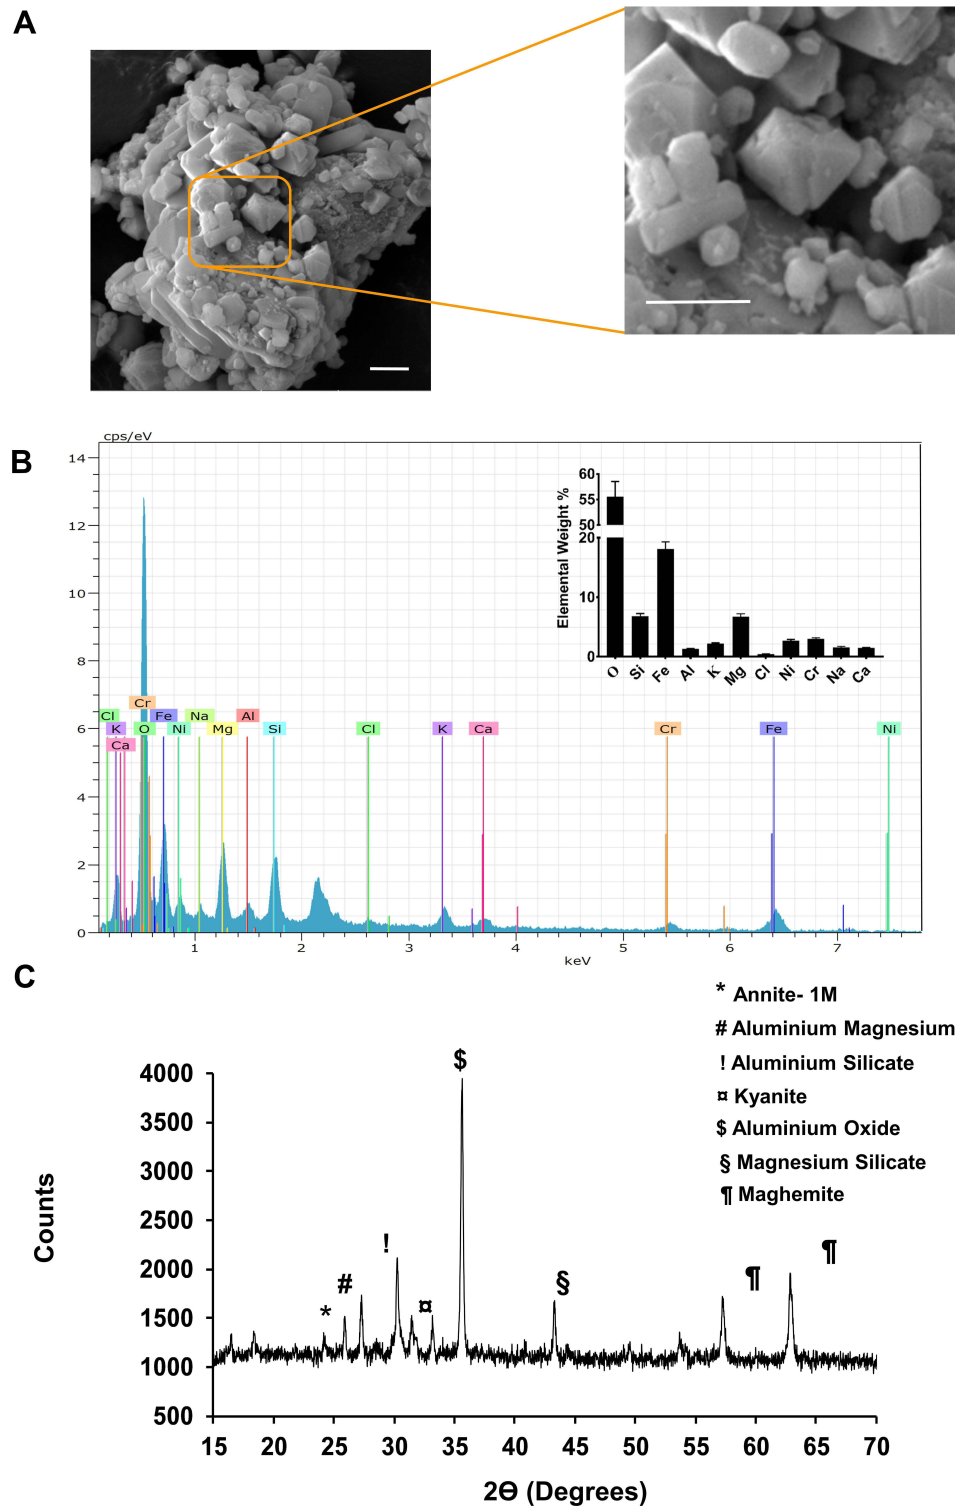 A
B
cps/eV
14
12
10
8
6
4
2
0
Cl
K
Ca
Cr
O
Fe
Ni
Na
Mg
Al
Si
Cl
K
Ca
Cr
Fe
Ni
1 2 3 4 5 6 7
keV
Elemental Weight %
60
55
50
20
10
0
O Si Fe Al K Mg Cl Ni Cr Na Ca
C
* Annite- 1M
# Aluminium Magnesium
! Aluminium Silicate
¤ Kyanite
$ Aluminium Oxide
§ Magnesium Silicate
¶ Maghemite
Counts
4000
3500
3000
2500
2000
1500
1000
500
* # ! ¤ $ § ¶ ¶
15 20 25 30 35 40 45 50 55 60 65 70
2Ɵ (Degrees)